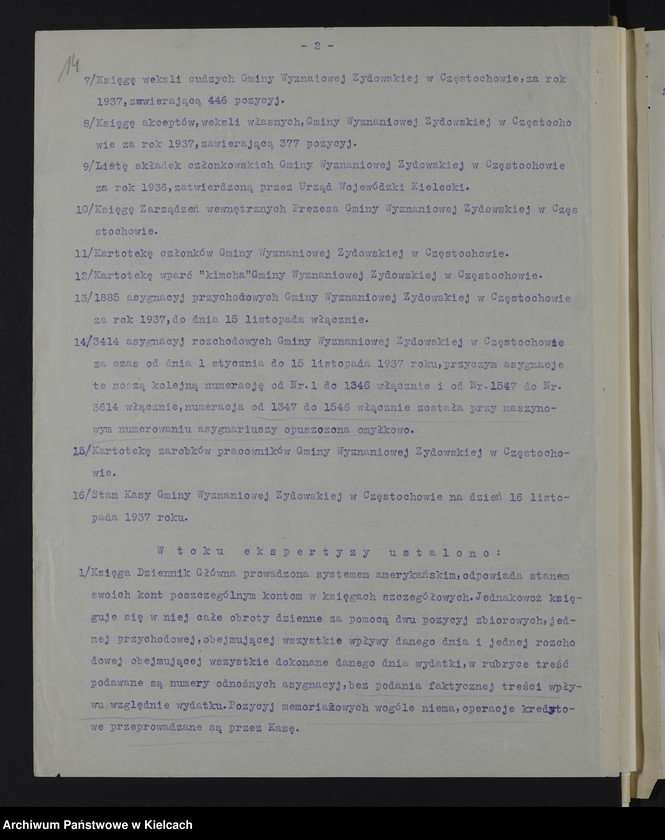 - 2 -
14
7/Księgę weksli cudzych Gminy Wyznaniowej Zydowskiej w Częstochowie,za rok
1937,zwwierającą 446 pozycyj.
8/Księgę akceptów,weksli własnych,Gminy Wyznaniowej Zydowskiej w Częstocho
wie za rok 1937,zawierającą 377 pozycyj.
9/Listę składek członkowskich Gminy Wyznaniowej Zydowskiej w Częstochowie
za rok 1936,zatwierdzoną przez Urząd Wojewódzki Kielecki.
10/Księgę Zarządzeń wewnętrznych Prezesa Gminy Wyznaniowej Zydowskiej w Częs
stochowie.
11/Kartotekę członków Gminy Wyznaniowej Zydowskiej w Częstochowie.
12/Kartotekę wparć "kimcha"Gminy Wyznaniowej Zydowskiej w Częstochowie.
13/1885 asygnacyj przychodowych Gminy Wyznaniowej Zydowskiej w Częstochowie
za rok 1937,do dnia 15 listopada włącznie.
14/3414 asygnacyj rozchodowych Gminy Wyznaniowej Zydowskiej w Częstochowie
za czas od dnia 1 stycznia do 15 listopada 1937 roku,przyczym asygnacje
te noszą kolejną numerację od Nr.1 do 1346 włącznie i od Nr.1547 do Nr.
3614 włącznie,numeracja od 1347 do 1546 włącznie została przy maszyno-
wym numerowaniu asygnariuszy opuszczona omyłkowo.
15/Kartotekę zarobków pracowników Gminy Wyznaniowej Zydowskiej w Częstocho-
wie.
16/Stan Kasy Gminy Wyznaniowej Zydowskiej w Częstochowie na dzień 16 listo-
pada 1937 roku.
W toku ekspertyzy ustalono:
1/Księga Dziennik Główna prowadzona systemem amerykańskim,odpowiada stanem
swoich kont poszczególnym kontom w księgach szczegółowych.Jednakowoż księ-
guje się w niej całe obroty dzienne za pomocą dwu pozycyj zbiorowych,jed-
nej przychodowej,obejmującej wszystkie wpływy danego dnia i jednej rozcho
dowej obejmującej wszystkie dokonane danego dnia wydatki,w rubryce treść
podawane są numery odnośnych asygnacyj,bez podania faktycznej treści wpły-
wu względnie wydatku.Pozycyj memoriałowych wogóle niema,operacje kredyto-
we przeprowadzane są przez Kasę.
Archiwum Państwowe w Kielcach